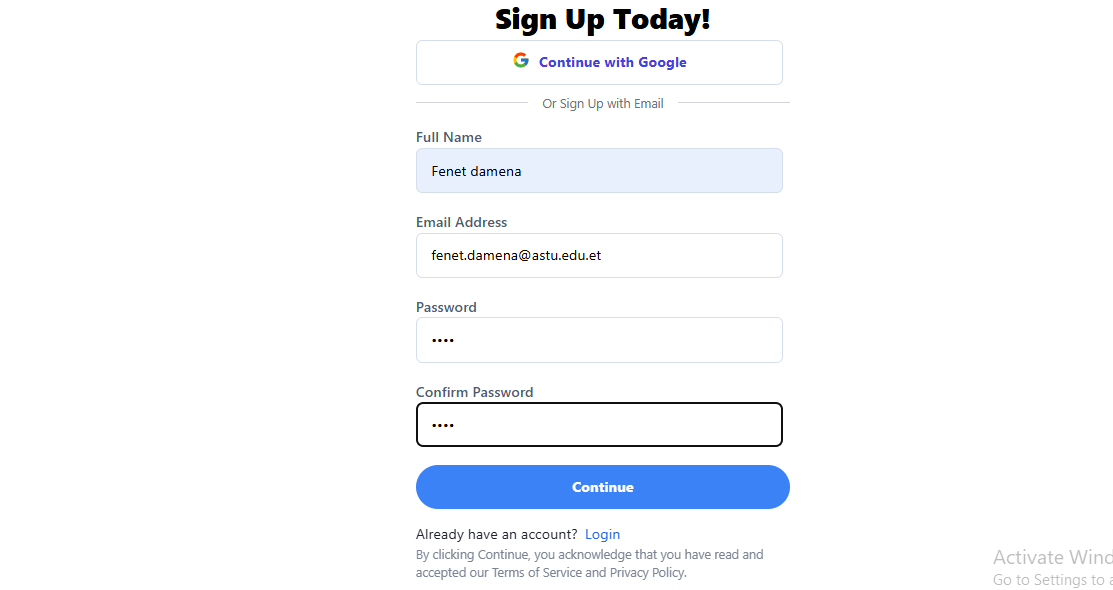 Sign Up Today!
Continue with Google
Or Sign Up with Email
Full Name
Fenet damena
Email Address
fenet.damena@astu.edu.et
Password
••••
Confirm Password
••••
Continue
Already have an account? Login
By clicking Continue, you acknowledge that you have read and
accepted our Terms of Service and Privacy Policy.
Activate Wind
Go to Settings to a